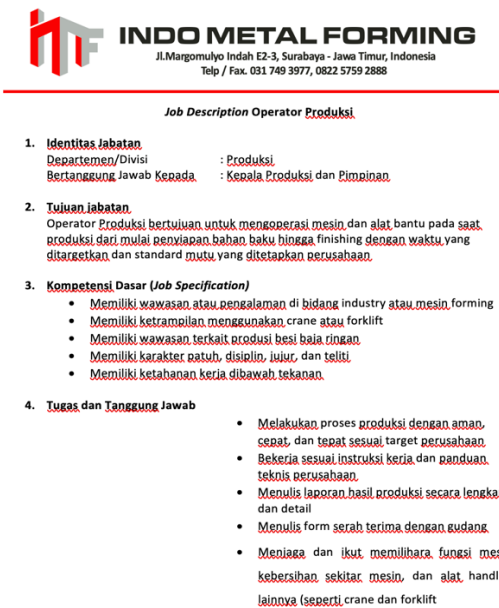 INDO METAL FORMING
Jl.Margomulyo Indah E2-3, Surabaya - Jawa Timur, Indonesia
Telp / Fax. 031 749 3977, 0822 5759 2888
Job Description Operator Produksi
1. Identitas Jabatan
Departemen/Divisi : Produksi
Bertanggung Jawab Kepada : Kepala Produksi dan Pimpinan
2. Tujuan jabatan
Operator Produksi bertujuan untuk mengoperasi mesin dan alat bantu pada saat
produksi dari mulai penyiapan bahan baku hingga finishing dengan waktu yang
ditargetkan dan standard mutu yang ditetapkan perusahaan
3. Kompetensi Dasar (Job Specification)
• Memiliki wawasan atau pengalaman di bidang industry atau mesin forming
• Memiliki ketrampilan menggunakan crane atau forklift
• Memiliki wawasan terkait produsi besi baja ringan
• Memiliki karakter patuh, disiplin, jujur, dan teliti
• Memiliki ketahanan kerja dibawah tekanan
4. Tugas dan Tanggung Jawab
• Melakukan proses produksi dengan aman,
cepat, dan tepat sesuai target perusahaan
• Bekerja sesuai instruksi kerja dan panduan
teknis perusahaan
• Menulis laporan hasil produksi secara lengka
dan detail
• Menulis form serah terima dengan gudang
• Menjaga dan ikut memilihara fungsi mes
kebersihan sekitar mesin, dan alat handl
lainnya (seperti crane dan forklift